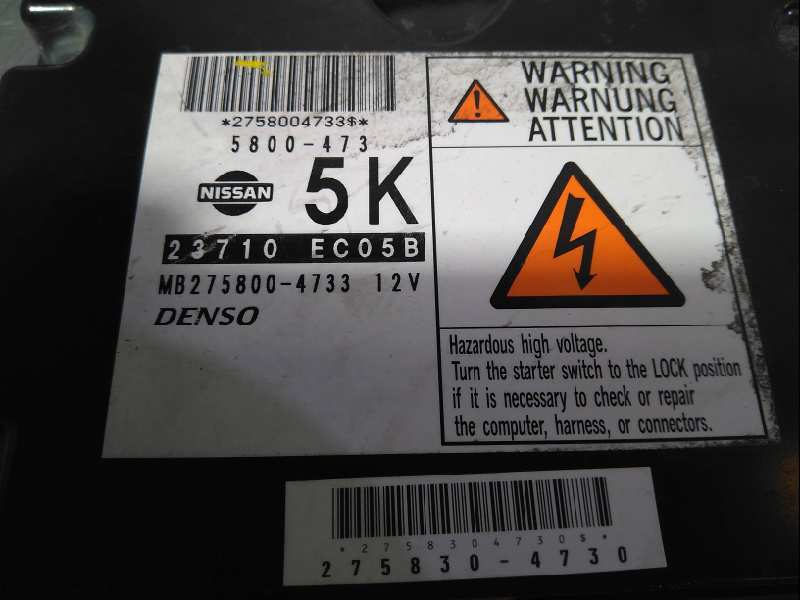 *2758004733$*
5800-473
NISSAN
5K
23710 EC05B
MB275800-4733 12V
DENSO
WARNING
WARNUNG
ATTENTION
Hazardous high voltage.
Turn the starter switch to the LOCK position
if it is necessary to check or repair
the computer, harness, or connectors.
*2758304730$*
275830-4730